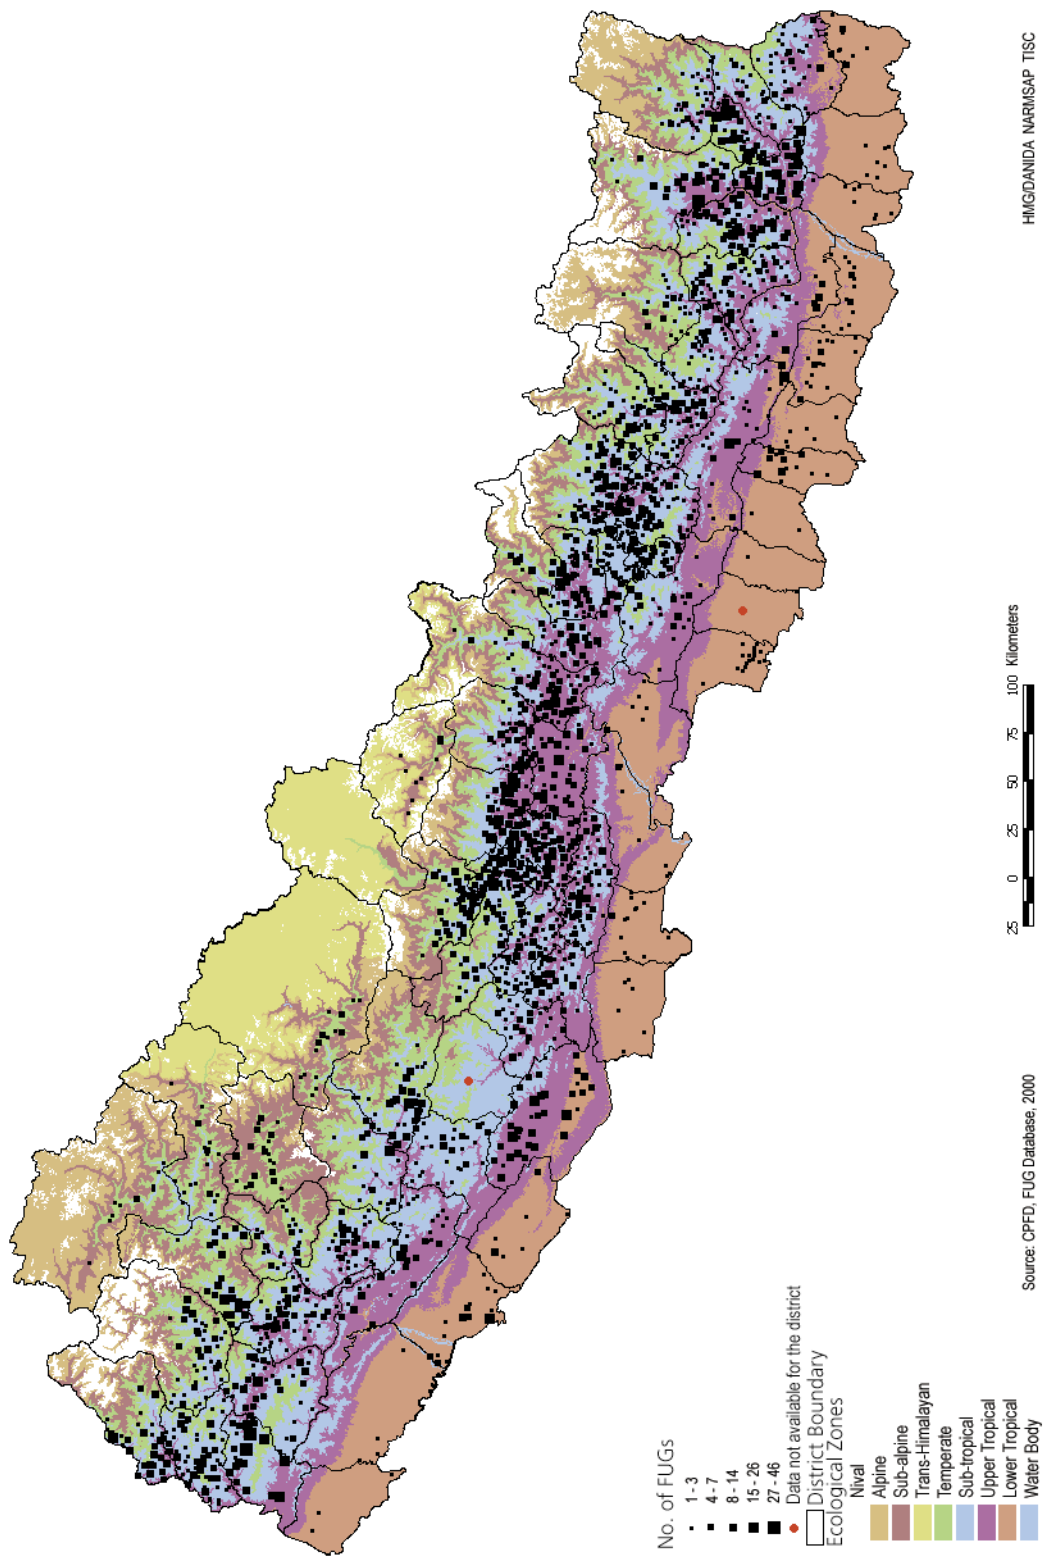 No. of FUGs
1 - 3
4 - 7
8 - 14
15 - 26
27 - 46
Data not available for the district
District Boundary
Ecological Zones
Nival
Alpine
Sub-alpine
Trans-Himalayan
Temperate
Sub-tropical
Upper Tropical
Lower Tropical
Water Body
25 0 25 50 75 100 Kilometers
Source: CPFD, FUG Database, 2000
HMG/DANIDA NARMSAP TISC